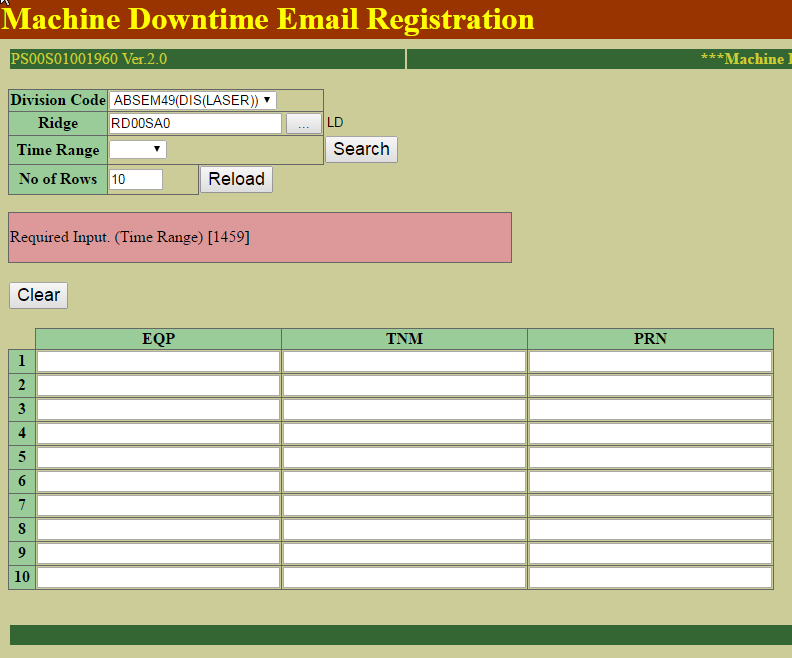 Machine Downtime Email Registration
PS00S01001960 Ver.2.0 ***Machine
Division Code ABSEM49(DIS(LASER))
Ridge RD00SA0 ... LD
Time Range Search
No of Rows 10 Reload
Required Input. (Time Range) [1459]
Clear
EQP TNM PRN
1
2
3
4
5
6
7
8
9
10